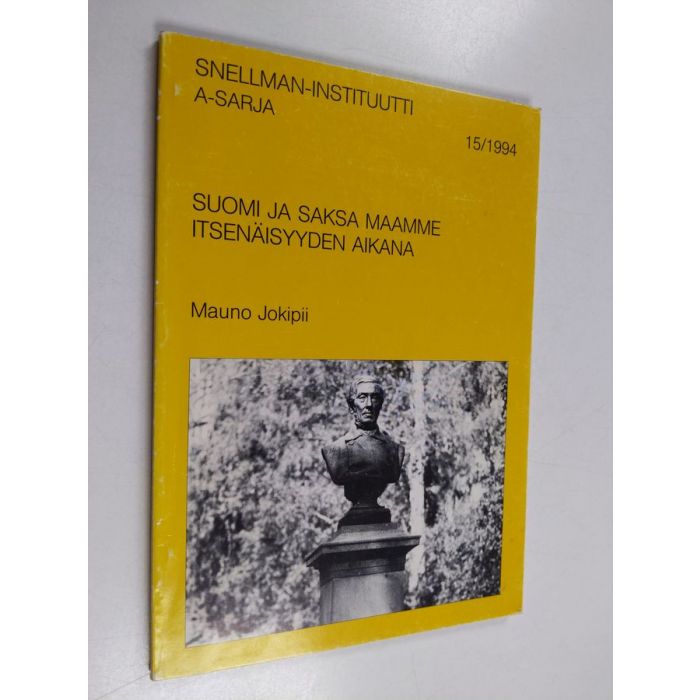 SNELLMAN-INSTITUUTTI
A-SARJA
15/1994
SUOMI JA SAKSA MAAMME
ITSENÄISYYDEN AIKANA
Mauno Jokipii